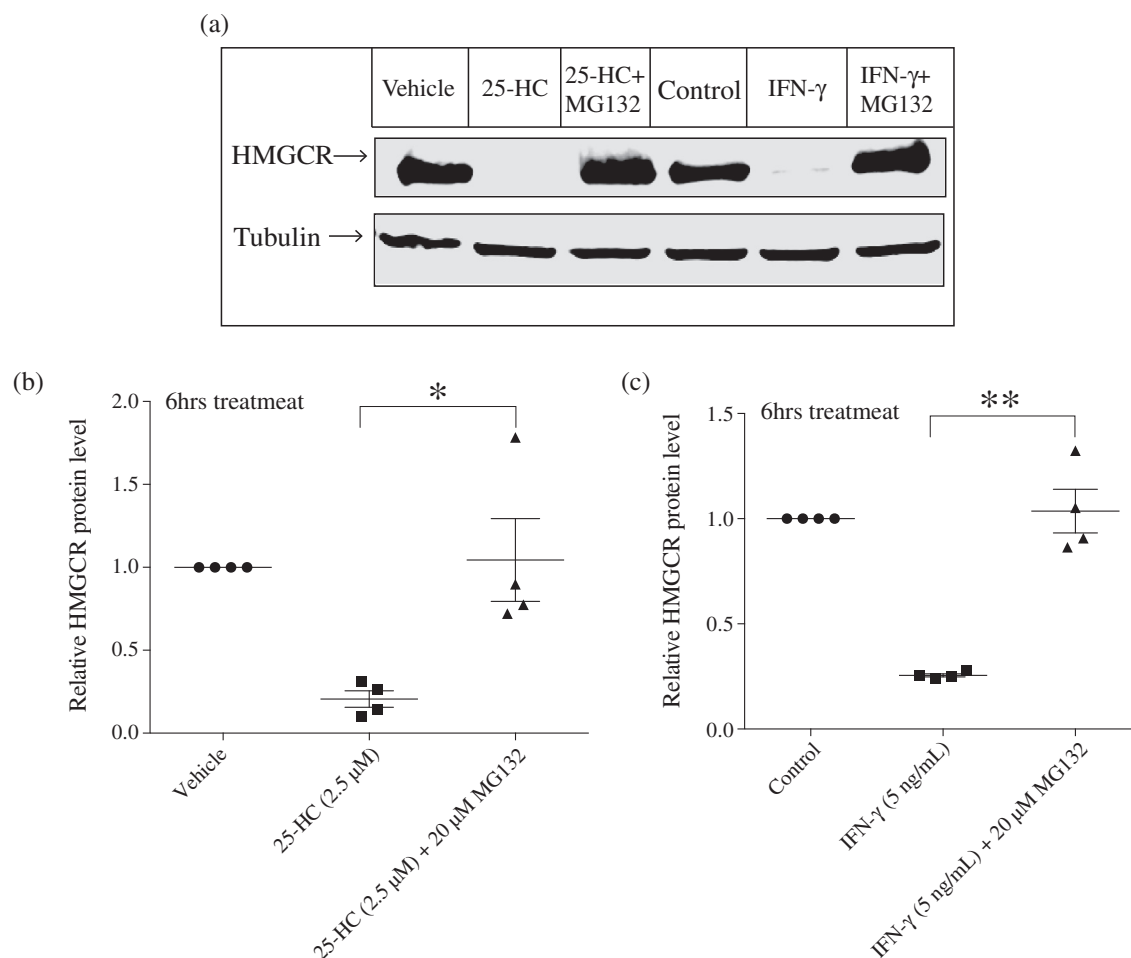 (a)
Vehicle 25-HC 25-HC+ MG132 Control IFN-γ IFN-γ+ MG132
HMGCR
Tubulin
(b)
6hrs treatmeat
*
Relative HMGCR protein level
2.0
1.5
1.0
0.5
0.0
Vehicle
25-HC (2.5 μM)
25-HC (2.5 μM) + 20 μM MG132
(c)
6hrs treatmeat
**
Relative HMGCR protein level
1.5
1.0
0.5
0.0
Control
IFN-γ (5 ng/mL)
IFN-γ (5 ng/mL) + 20 μM MG132